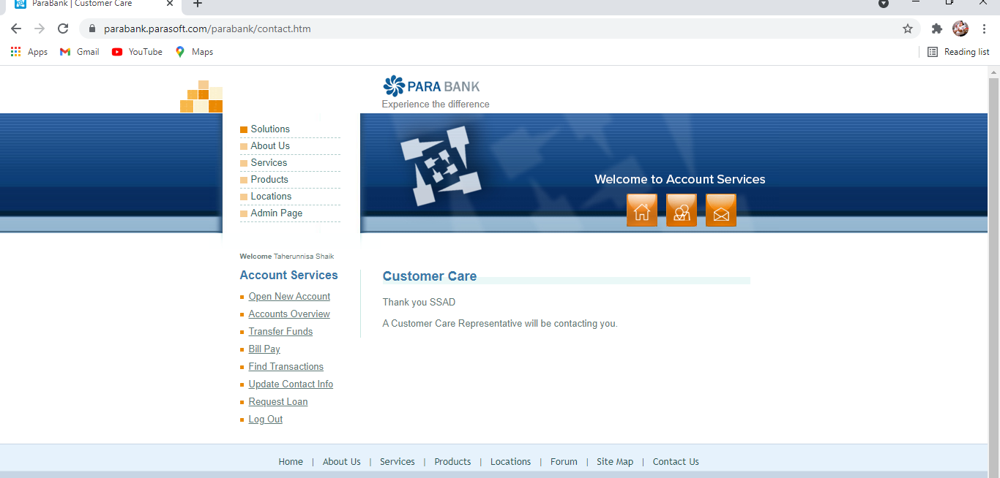 ParaBank | Customer Care
parabank.parasoft.com/parabank/contact.htm
Apps Gmail YouTube Maps Reading list
PARA BANK
Experience the difference
Solutions
About Us
Services
Products
Locations
Admin Page
Welcome to Account Services
Welcome Taherunnisa Shaik
Account Services
Open New Account
Accounts Overview
Transfer Funds
Bill Pay
Find Transactions
Update Contact Info
Request Loan
Log Out
Customer Care
Thank you SSAD
A Customer Care Representative will be contacting you.
Home | About Us | Services | Products | Locations | Forum | Site Map | Contact Us